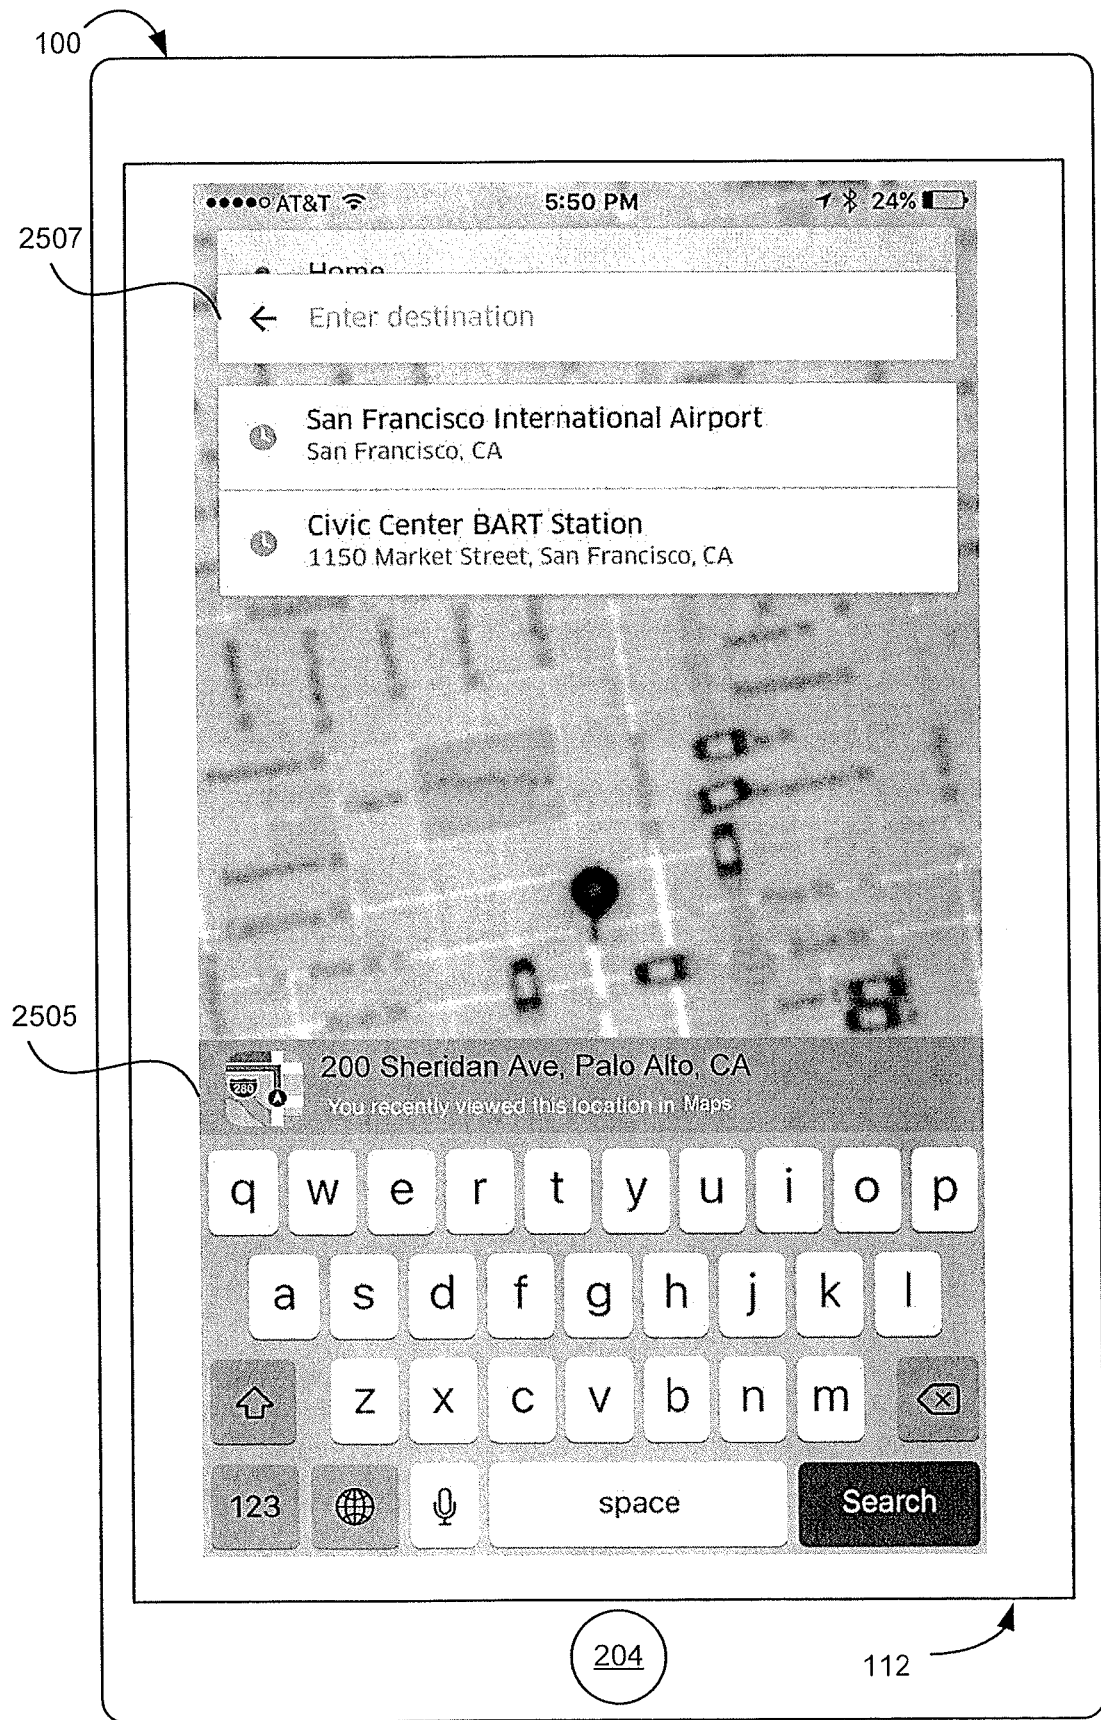 100
AT&T 5:50 PM 24%
2507
Home
Enter destination
San Francisco International Airport
San Francisco, CA
Civic Center BART Station
1150 Market Street, San Francisco, CA
2505
280
A
200 Sheridan Ave, Palo Alto, CA
You recently viewed this location in Maps
q w e r t y u i o p
a s d f g h j k l
z x c v b n m
123 space Search
204
112